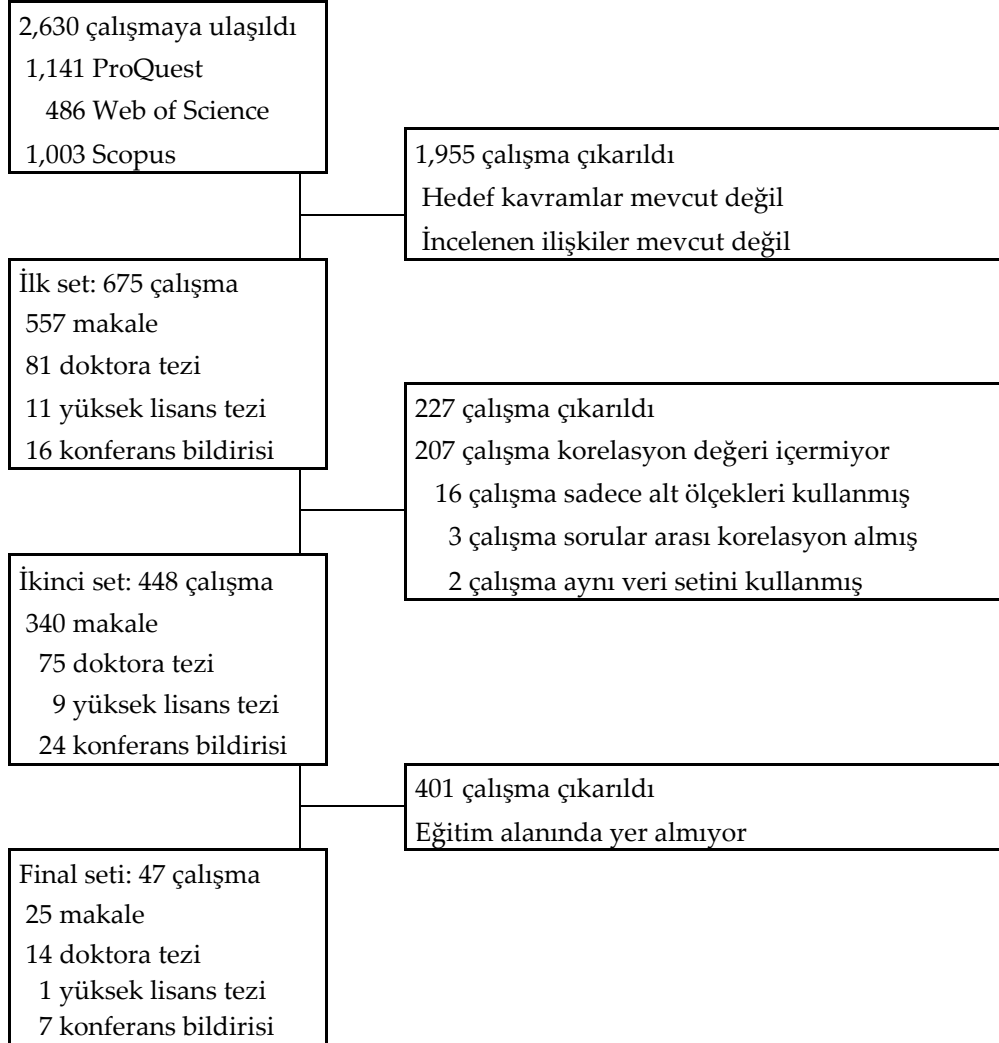 2,630 çalışmaya ulaşıldı
1,141 ProQuest
486 Web of Science
1,003 Scopus
1,955 çalışma çıkarıldı
Hedef kavramlar mevcut değil
İncelenen ilişkiler mevcut değil
İlk set: 675 çalışma
557 makale
81 doktora tezi
11 yüksek lisans tezi
16 konferans bildirisi
227 çalışma çıkarıldı
207 çalışma korelasyon değeri içermiyor
16 çalışma sadece alt ölçekleri kullanmış
3 çalışma sorular arası korelasyon almış
2 çalışma aynı veri setini kullanmış
İkinci set: 448 çalışma
340 makale
75 doktora tezi
9 yüksek lisans tezi
24 konferans bildirisi
401 çalışma çıkarıldı
Eğitim alanında yer almıyor
Final seti: 47 çalışma
25 makale
14 doktora tezi
1 yüksek lisans tezi
7 konferans bildirisi